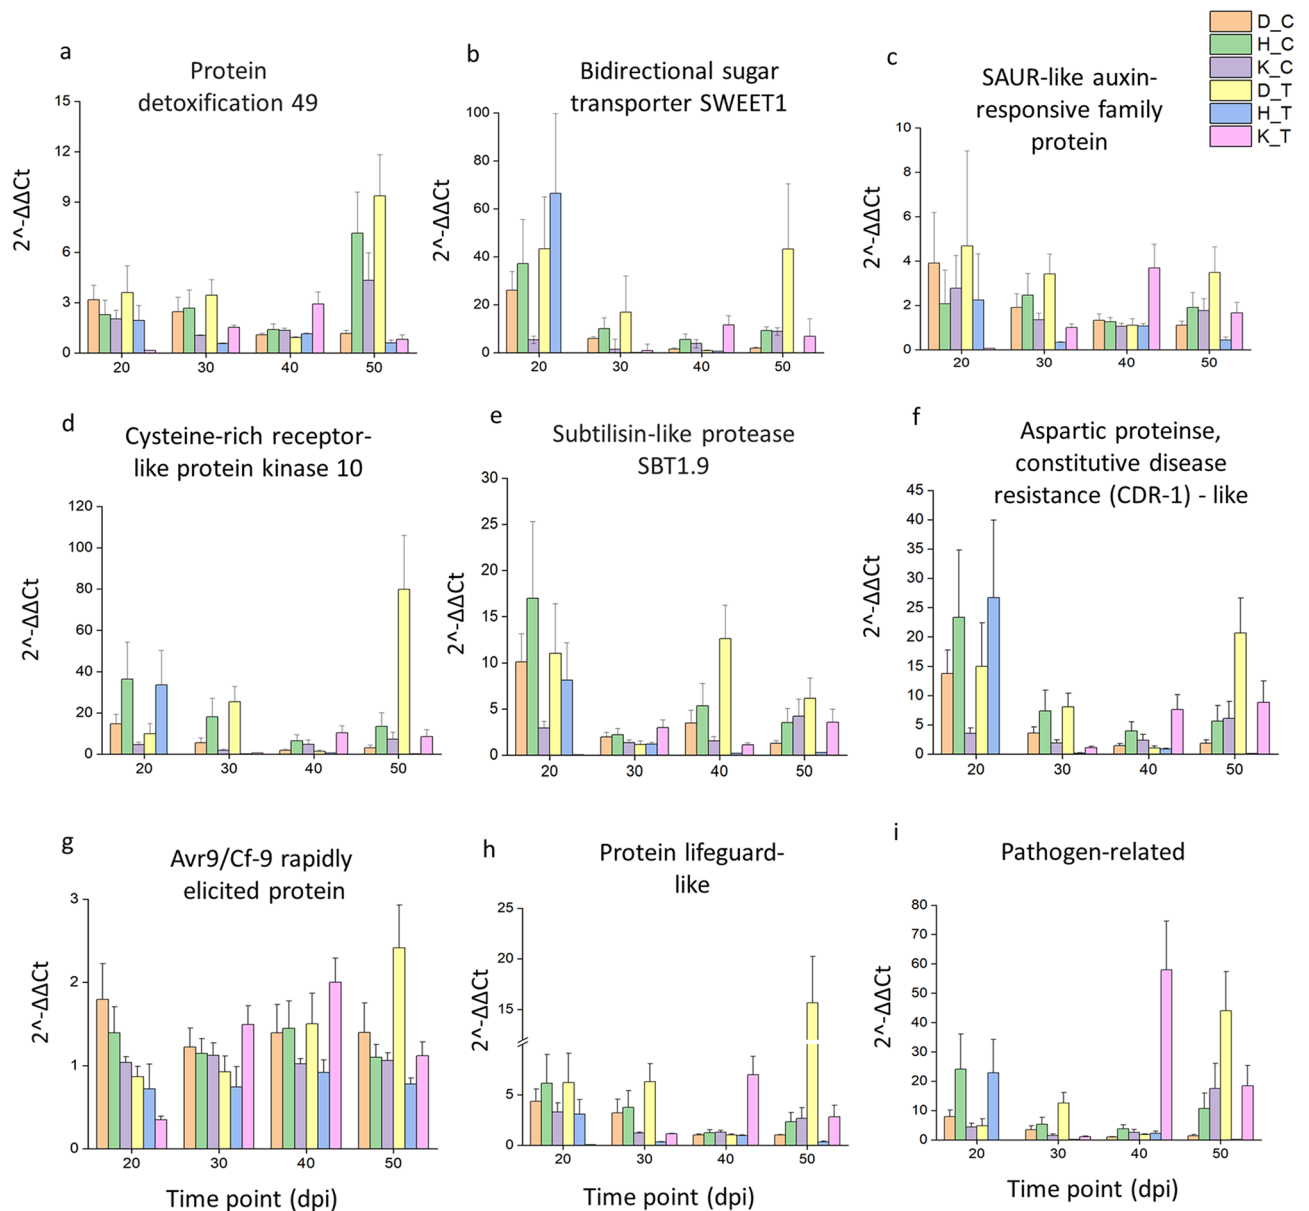 D_C
H_C
K_C
D_T
H_T
K_T
a
Protein
detoxification 49
15
12
9
6
3
0
2^-ΔΔCt
20 30 40 50
b
Bidirectional sugar
transporter SWEET1
100
80
60
40
20
0
2^-ΔΔCt
20 30 40 50
c
SAUR-like auxin-
responsive family
protein
10
8
6
4
2
0
2^-ΔΔCt
20 30 40 50
d
Cysteine-rich receptor-
like protein kinase 10
120
100
80
60
40
20
0
2^-ΔΔCt
20 30 40 50
e
Subtilisin-like protease
SBT1.9
30
25
20
15
10
5
0
2^-ΔΔCt
20 30 40 50
f
Aspartic proteinse,
constitutive disease
resistance (CDR-1) - like
45
40
35
30
25
20
15
10
5
0
2^-ΔΔCt
20 30 40 50
g
Avr9/Cf-9 rapidly
elicited protein
3
2
1
0
2^-ΔΔCt
20 30 40 50
Time point (dpi)
h
Protein lifeguard-
like
25
20
15
5
0
2^-ΔΔCt
20 30 40 50
Time point (dpi)
i
Pathogen-related
80
70
60
50
40
30
20
10
0
2^-ΔΔCt
20 30 40 50
Time point (dpi)